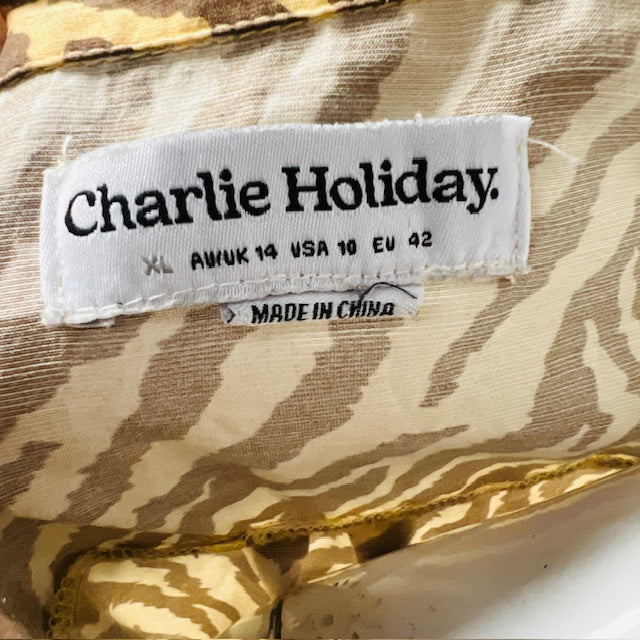 Charlie Holiday.
XL AU/UK 14 USA 10 EU 42
MADE IN CHINA